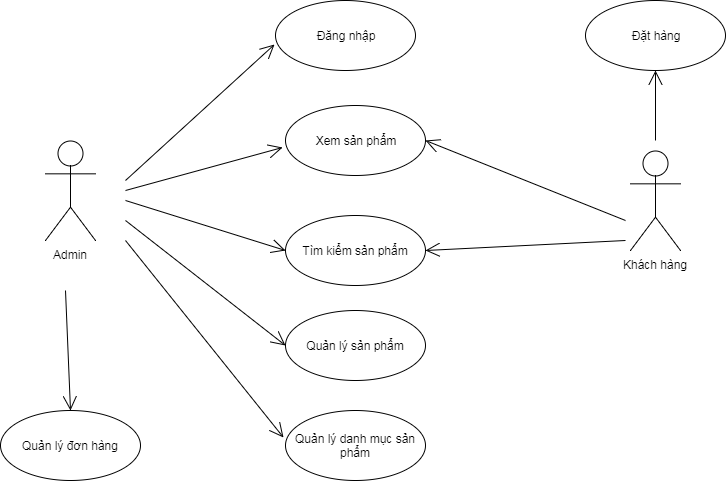 Đăng nhập
Đặt hàng
Xem sản phẩm
Tìm kiểm sản phẩm
Admin
Khách hàng
Quản lý sản phẩm
Quản lý đơn hàng
Quản lý danh mục sản
phẩm